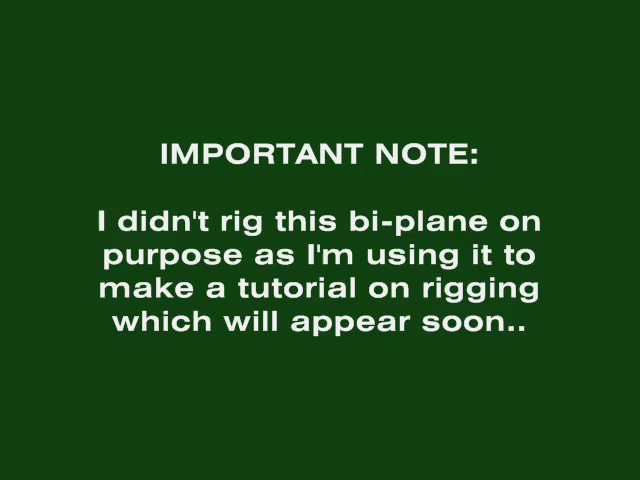 IMPORTANT NOTE:
I didn't rig this bi-plane on
purpose as I'm using it to
make a tutorial on rigging
which will appear soon..